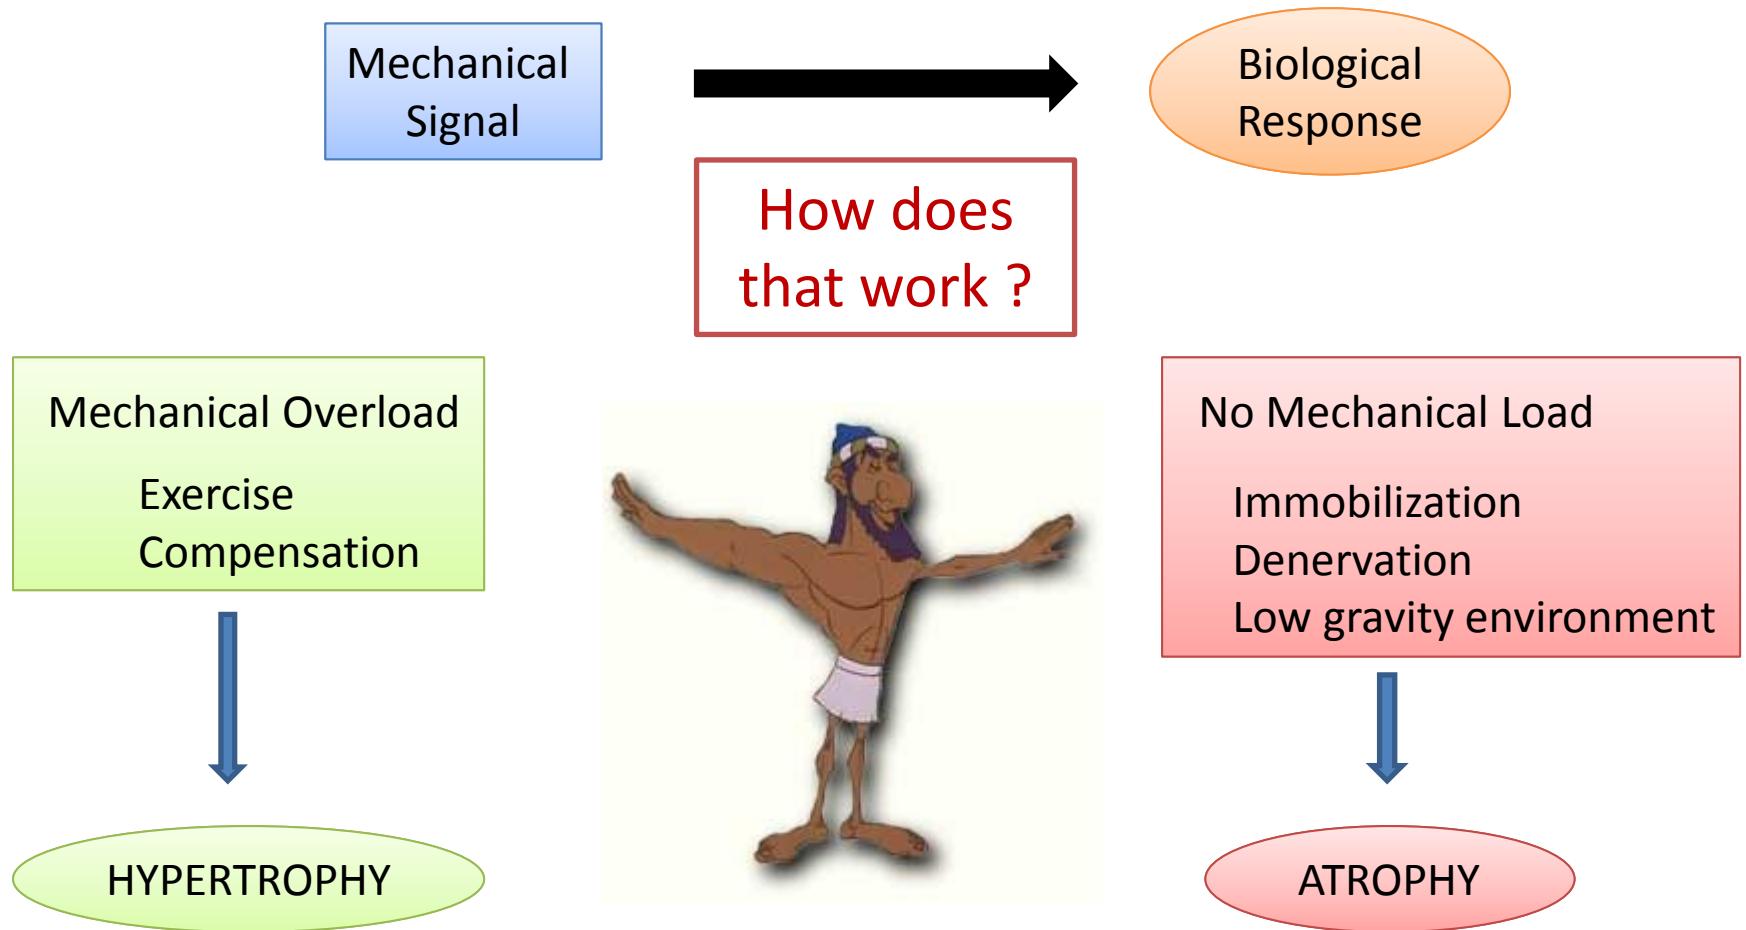 Mechanical
Signal
Biological
Response
How does
that work ?
Mechanical Overload
Exercise
Compensation
HYPERTROPHY
No Mechanical Load
Immobilization
Denervation
Low gravity environment
ATROPHY